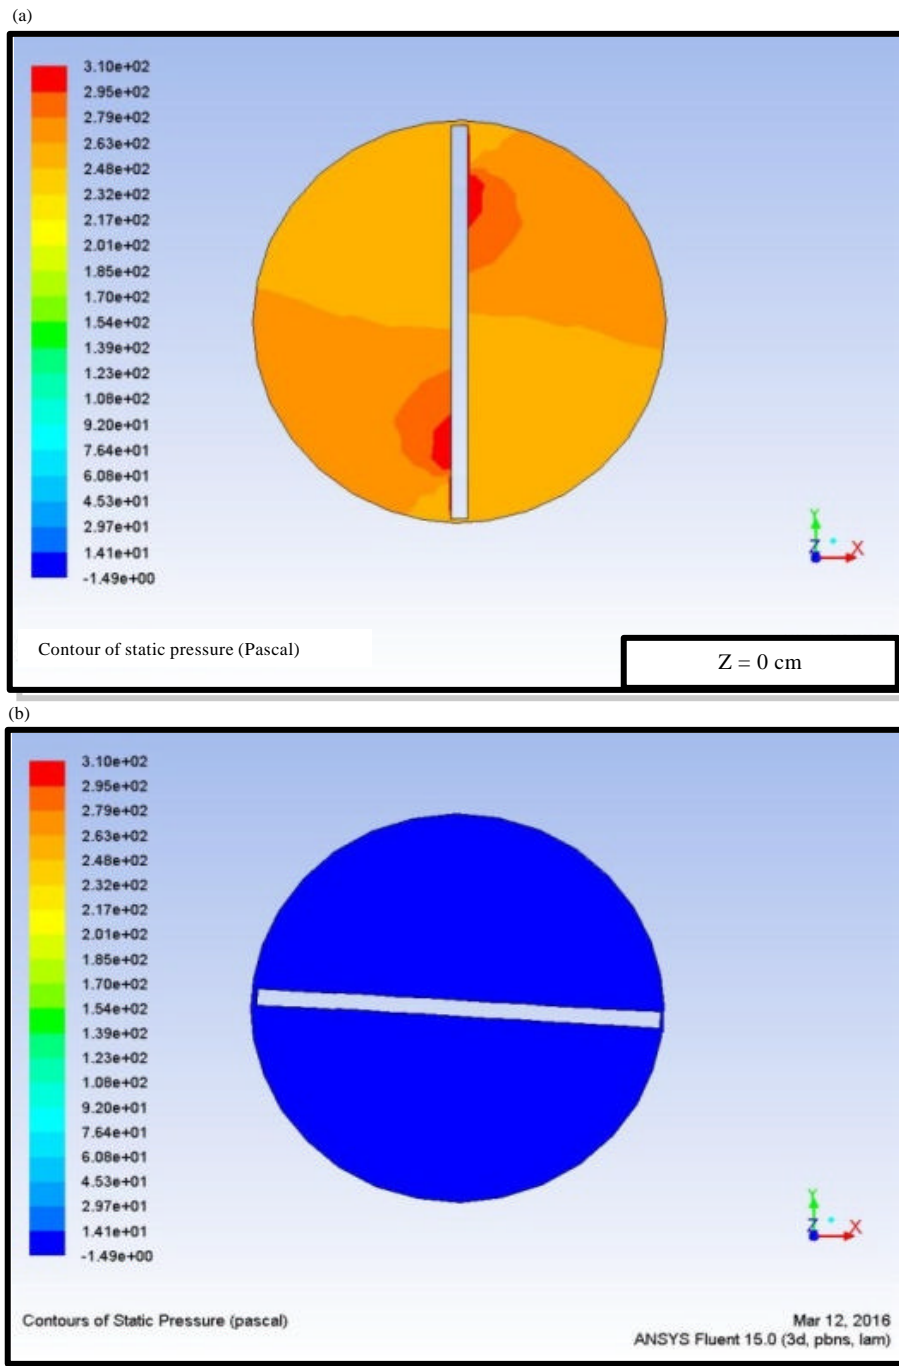 (a)
3.10e+02
2.95e+02
2.79e+02
2.63e+02
2.48e+02
2.32e+02
2.17e+02
2.01e+02
1.85e+02
1.70e+02
1.54e+02
1.39e+02
1.23e+02
1.08e+02
9.20e+01
7.64e+01
6.08e+01
4.53e+01
2.97e+01
1.41e+01
-1.49e+00
Y
Z X
Contour of static pressure (Pascal)
Z = 0 cm
(b)
3.10e+02
2.95e+02
2.79e+02
2.63e+02
2.48e+02
2.32e+02
2.17e+02
2.01e+02
1.85e+02
1.70e+02
1.54e+02
1.39e+02
1.23e+02
1.08e+02
9.20e+01
7.64e+01
6.08e+01
4.53e+01
2.97e+01
1.41e+01
-1.49e+00
Y
Z X
Contours of Static Pressure (pascal)
Mar 12, 2016
ANSYS Fluent 15.0 (3d, pbns, lam)